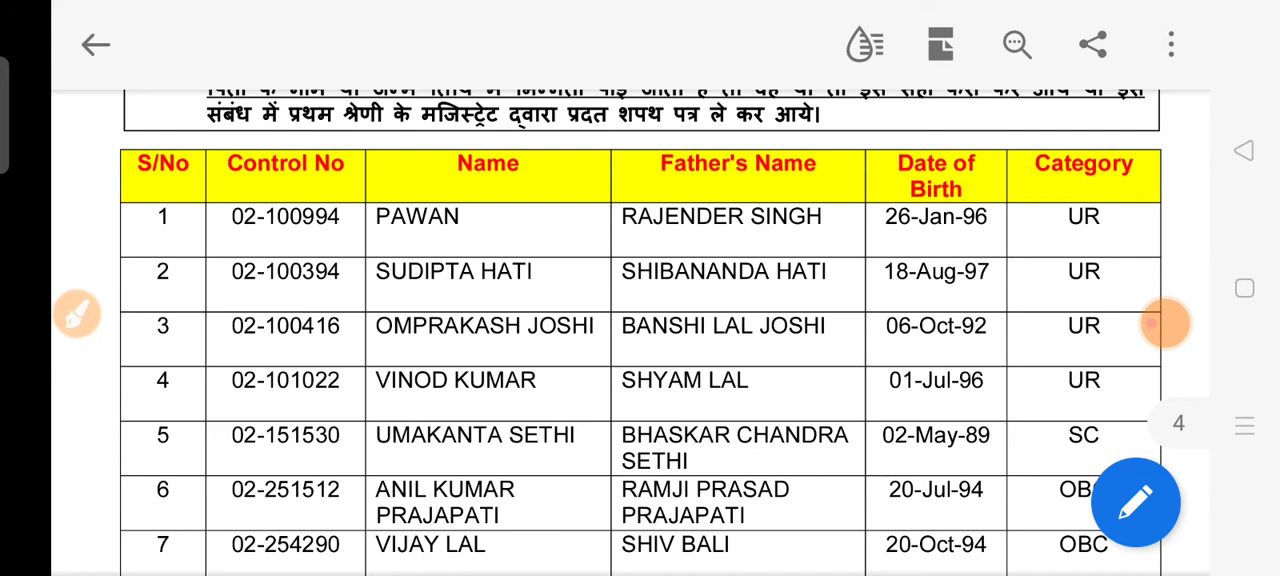 संबंध में प्रथम श्रेणी के मजिस्ट्रेट द्वारा प्रदत शपथ पत्र ले कर आये।
S/No Control No Name Father's Name Date of Birth Category
1 02-100994 PAWAN RAJENDER SINGH 26-Jan-96 UR
2 02-100394 SUDIPTA HATI SHIBANANDA HATI 18-Aug-97 UR
3 02-100416 OMPRAKASH JOSHI BANSHI LAL JOSHI 06-Oct-92 UR
4 02-101022 VINOD KUMAR SHYAM LAL 01-Jul-96 UR
4
5 02-151530 UMAKANTA SETHI BHASKAR CHANDRA SETHI 02-May-89 SC
6 02-251512 ANIL KUMAR PRAJAPATI RAMJI PRASAD PRAJAPATI 20-Jul-94
7 02-254290 VIJAY LAL SHIV BALI 20-Oct-94 OBC